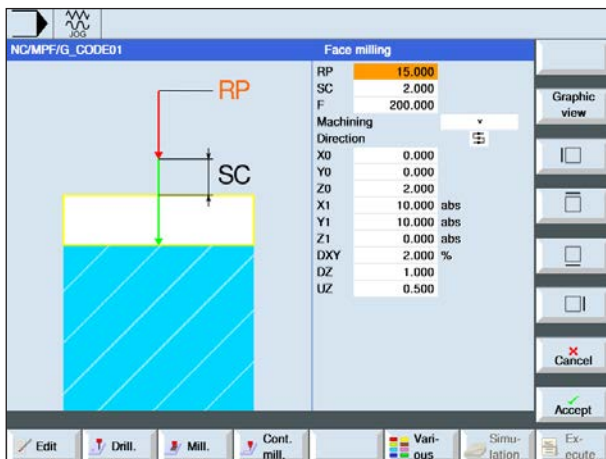 JOG
NC/MPF/G_CODE01
Face milling
RP
SC
RP 15.000
SC 2.000
F 200.000
Machining ▼
Direction
X0 0.000
Y0 0.000
Z0 2.000
X1 10.000 abs
Y1 10.000 abs
Z1 0.000 abs
DXY 2.000 %
DZ 1.000
UZ 0.500
Graphic
view
Cancel
Accept
Edit
Drill.
Mill.
Cont.
mill.
Vari-
ous
Simu-
lation
Ex-
ecute